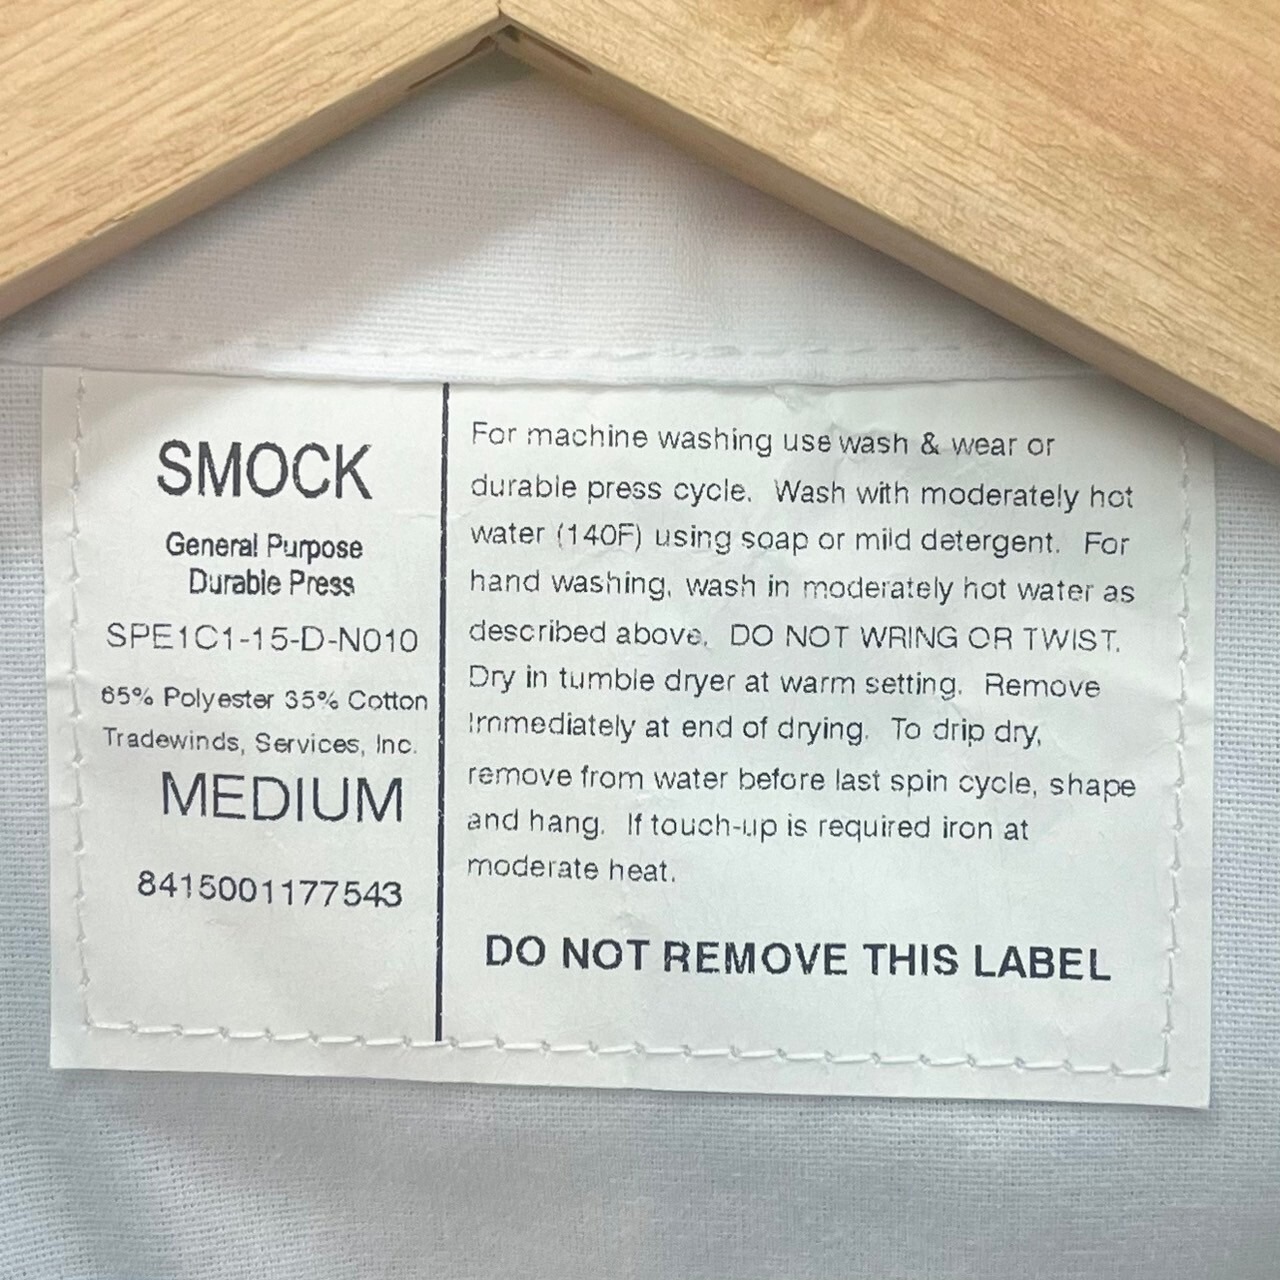 SMOCK
General Purpose
Durable Press
SPE1C1-15-D-N010
65% Polyester 35% Cotton
Tradewinds, Services, Inc.
MEDIUM
8415001177543
For machine washing use wash & wear or
durable press cycle. Wash with moderately hot
water (140F) using soap or mild detergent. For
hand washing, wash in moderately hot water as
described above. DO NOT WRING OR TWIST.
Dry in tumble dryer at warm setting. Remove
immediately at end of drying. To drip dry,
remove from water before last spin cycle, shape
and hang. If touch-up is required iron at
moderate heat.
DO NOT REMOVE THIS LABEL